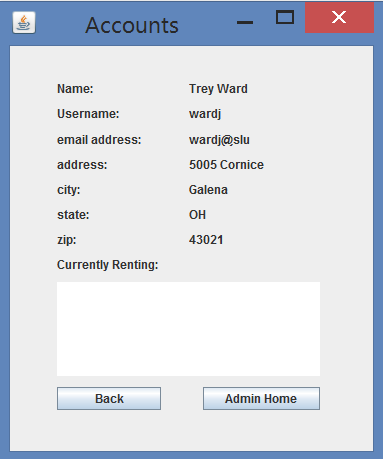 Accounts
Name: Trey Ward
Username: wardj
email address: wardj@slu
address: 5005 Cornice
city: Galena
state: OH
zip: 43021
Currently Renting:
Back Admin Home